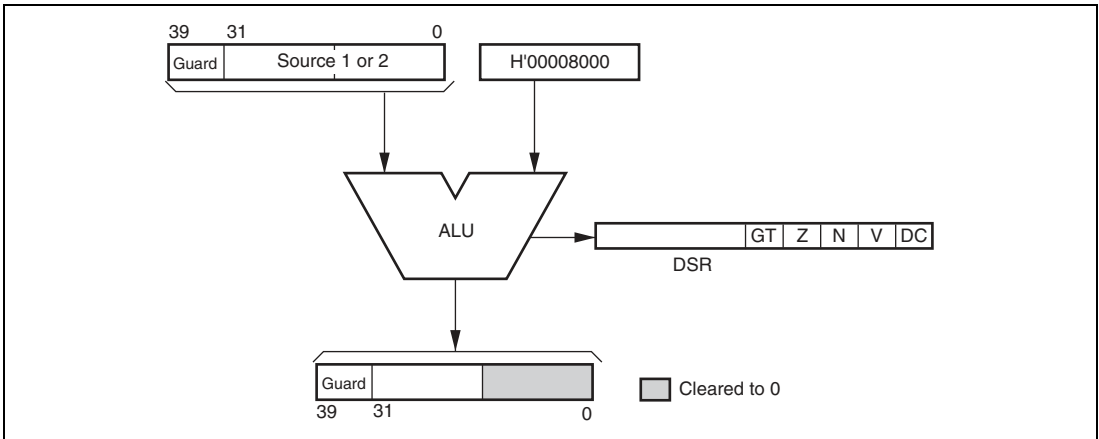 39 31 0
Guard Source 1 or 2 H'00008000
ALU
GT Z N V DC
DSR
Guard
Cleared to 0
39 31 0